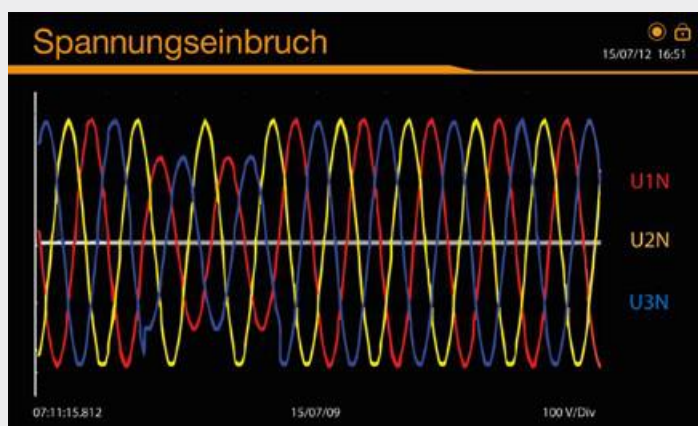 Spannungseinbruch
15/07/12 16:51
U1N
U2N
U3N
07:11:15.812 15/07/09 100 V/Div